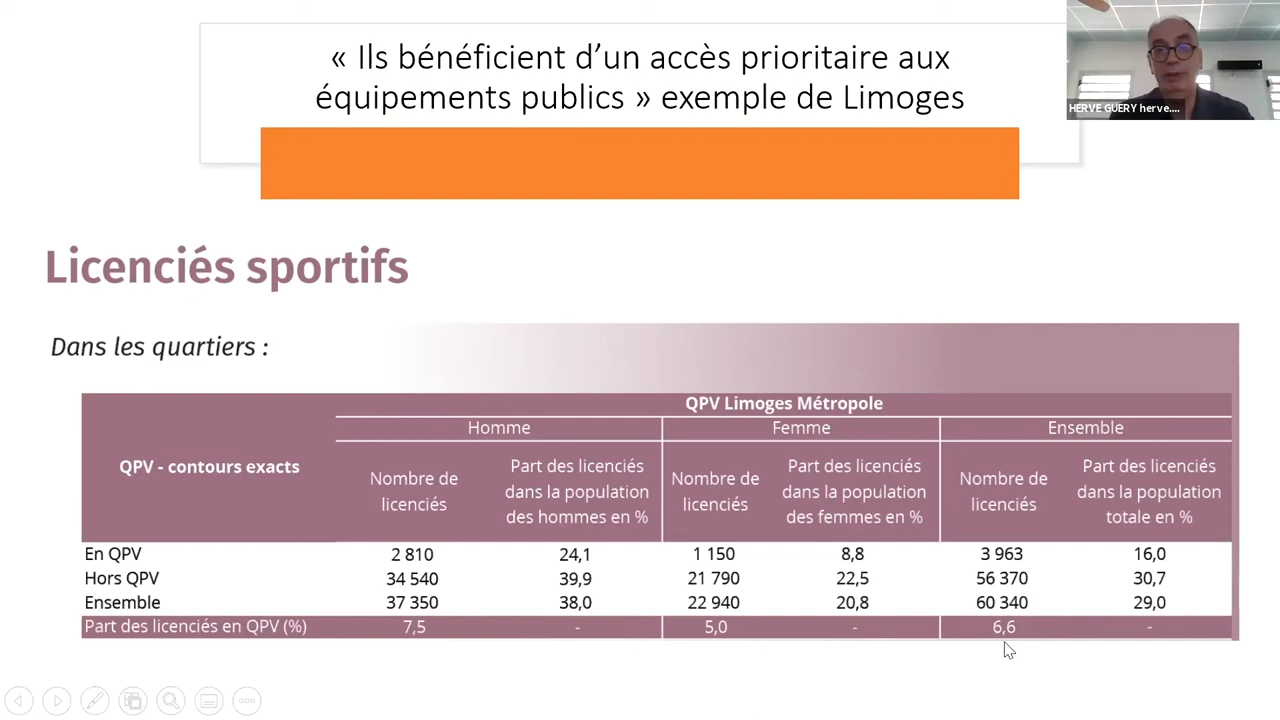 « Ils bénéficient d’un accès prioritaire aux
équipements publics » exemple de Limoges
HERVE GUERY herve....
Licenciés sportifs
Dans les quartiers :
QPV - contours exacts
QPV Limoges Métropole
Homme Femme Ensemble
Nombre de licenciés
Part des licenciés dans la population des hommes en %
Nombre de licenciés
Part des licenciés dans la population des femmes en %
Nombre de licenciés
Part des licenciés dans la population totale en %
En QPV 2 810 24,1 1 150 8,8 3 963 16,0
Hors QPV 34 540 39,9 21 790 22,5 56 370 30,7
Ensemble 37 350 38,0 22 940 20,8 60 340 29,0
Part des licenciés en QPV (%) 7,5 - 5,0 - 6,6 -